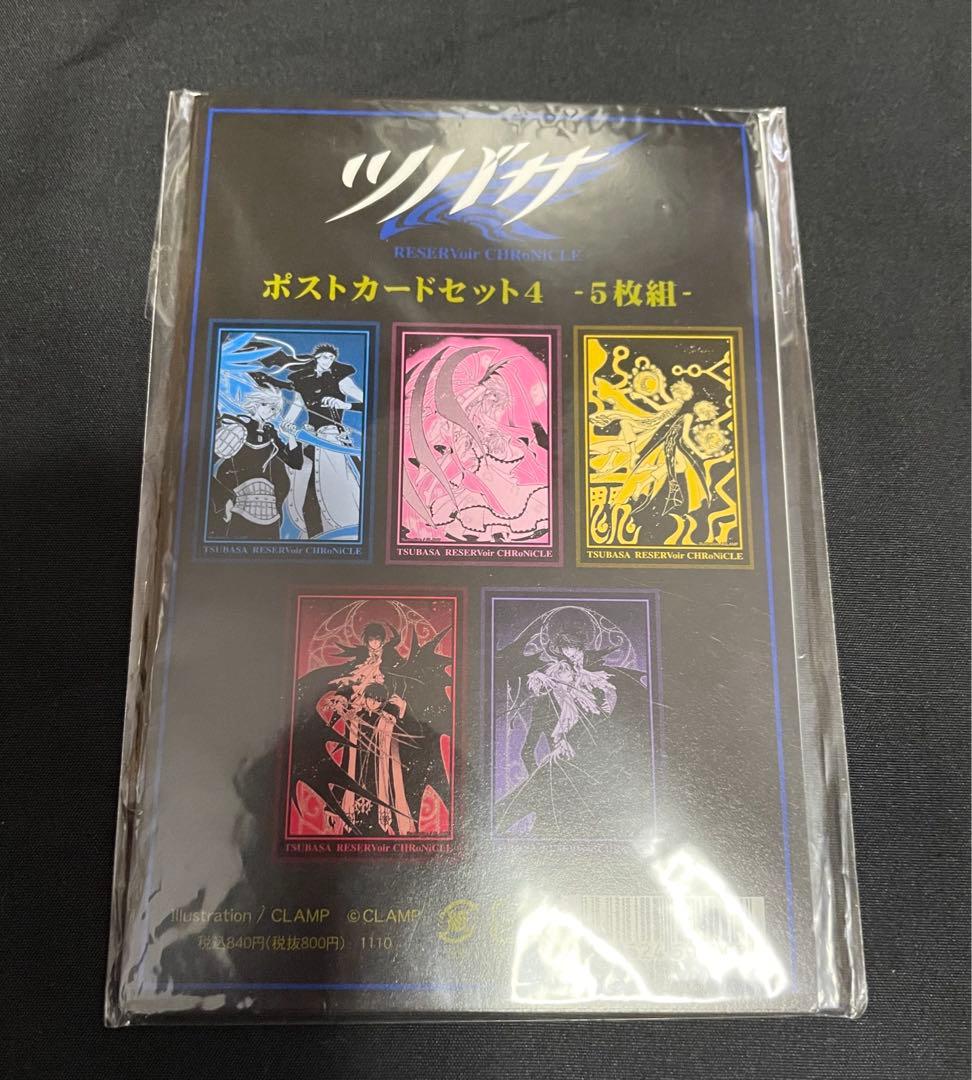 ツバサ
RESERVoir CHRoNiCLE
ポストカードセット4 -5枚組-
TSUBASA RESERVoir CHRoNiCLE
TSUBASA RESERVoir CHRoNiCLE
TSUBASA RESERVoir CHRoNiCLE
TSUBASA RESERVoir CHRoNiCLE
Illustration / CLAMP ©CLAMP
税込840円(税抜800円) 1110